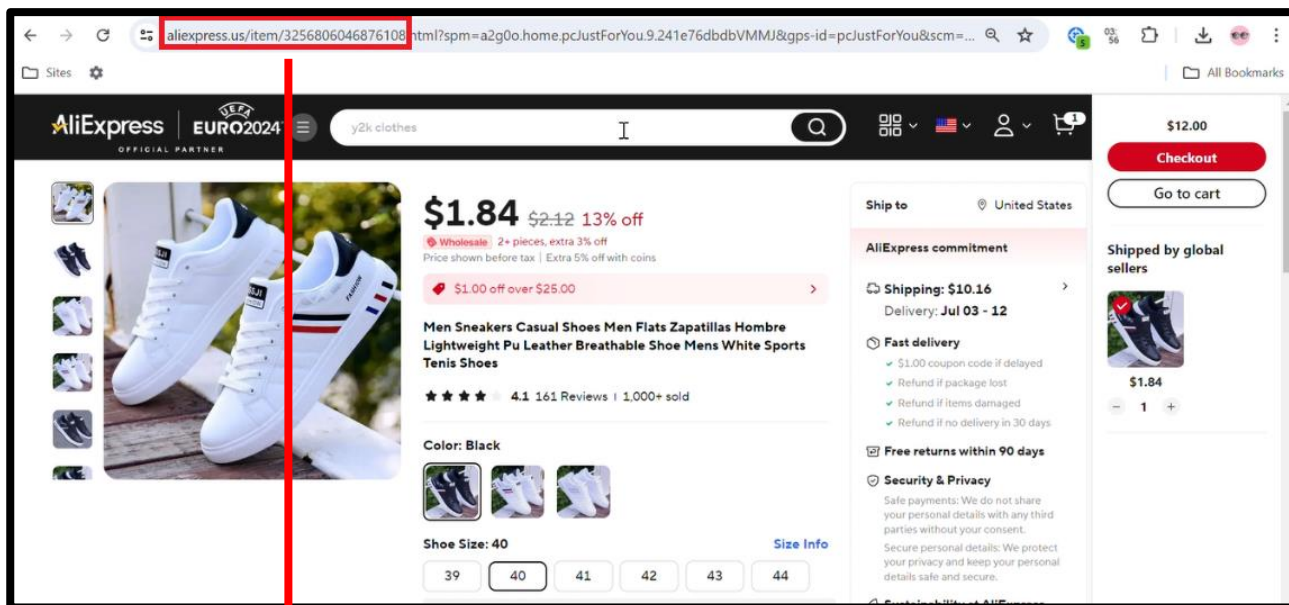 aliexpress.us/item/3256806046876108.html?spm=a2g0o.home.pcJustForYou.9.241e76dbdbVMMJ&gps-id=pcJustForYou&scm=...
03:
56
Sites
All Bookmarks
AliExpress
OFFICIAL PARTNER
UEFA
EURO2024
y2k clothes
1
$1.84 $2.12 13% off
Wholesale 2+ pieces, extra 3% off
Price shown before tax | Extra 5% off with coins
$1.00 off over $25.00
Men Sneakers Casual Shoes Men Flats Zapatillas Hombre
Lightweight Pu Leather Breathable Shoe Mens White Sports
Tenis Shoes
4.1 161 Reviews | 1,000+ sold
Color: Black
Shoe Size: 40
Size Info
39 40 41 42 43 44
FASHION
Ship to
United States
AliExpress commitment
Shipping: $10.16
Delivery: Jul 03 - 12
Fast delivery
$1.00 coupon code if delayed
Refund if package lost
Refund if items damaged
Refund if no delivery in 30 days
Free returns within 90 days
Security & Privacy
Safe payments: We do not share
your personal details with any third
parties without your consent.
Secure personal details: We protect
your privacy and keep your personal
details safe and secure.
Sustainability at AliExpress
$12.00
Checkout
Go to cart
Shipped by global
sellers
$1.84
- 1 +